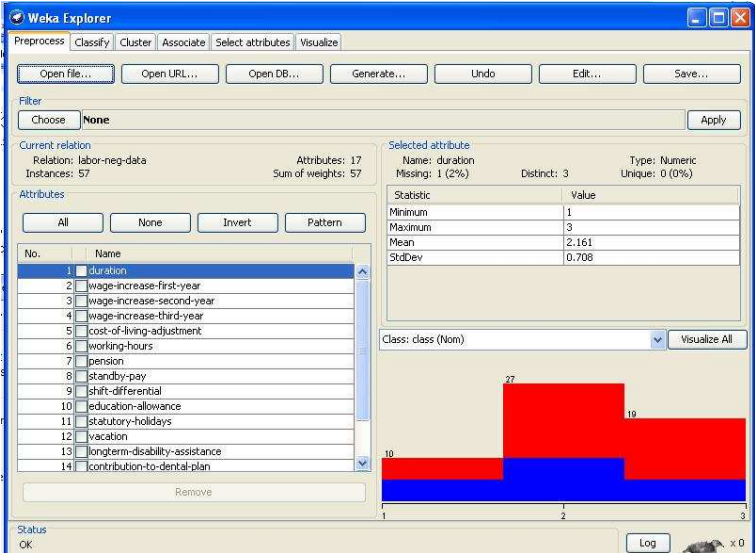 Weka Explorer
Preprocess Classify Cluster Associate Select attributes Visualize
Open file... Open URL... Open DB... Generate... Undo Edit... Save...
Filter
Choose None Apply
Current relation
Relation: labor-neg-data Attributes: 17
Instances: 57 Sum of weights: 57
Selected attribute
Name: duration Type: Numeric
Missing: 1 (2%) Distinct: 3 Unique: 0 (0%)
Statistic Value
Minimum 1
Maximum 3
Mean 2.161
StdDev 0.708
Attributes
All None Invert Pattern
No. Name
1 duration
2 wage-increase-first-year
3 wage-increase-second-year
4 wage-increase-third-year
5 cost-of-living-adjustment
6 working-hours
7 pension
8 standby-pay
9 shift-differential
10 education-allowance
11 statutory-holidays
12 vacation
13 longterm-disability-assistance
14 contribution-to-dental-plan
Remove
Class: class (Nom) Visualize All
27
19
10
1 2 3
Status
OK
Log x 0